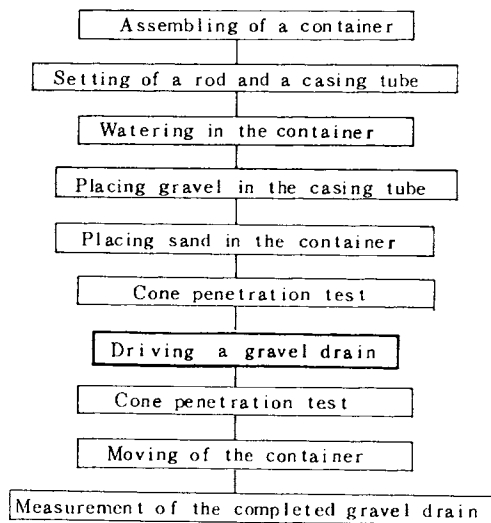 Assembling of a container
Setting of a rod and a casing tube
Watering in the container
Placing gravel in the casing tube
Placing sand in the container
Cone penetration test
Driving a gravel drain
Cone penetration test
Moving of the container
Measurement of the completed gravel drain